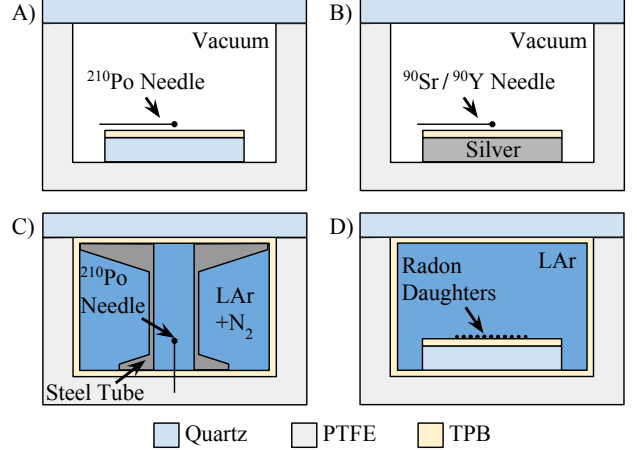 A)
Vacuum
²¹⁰Po Needle
B)
Vacuum
⁹⁰Sr / ⁹⁰Y Needle
Silver
C)
²¹⁰Po
Needle
LAr
+N₂
Steel Tube
D)
LAr
Radon
Daughters
Quartz
PTFE
TPB